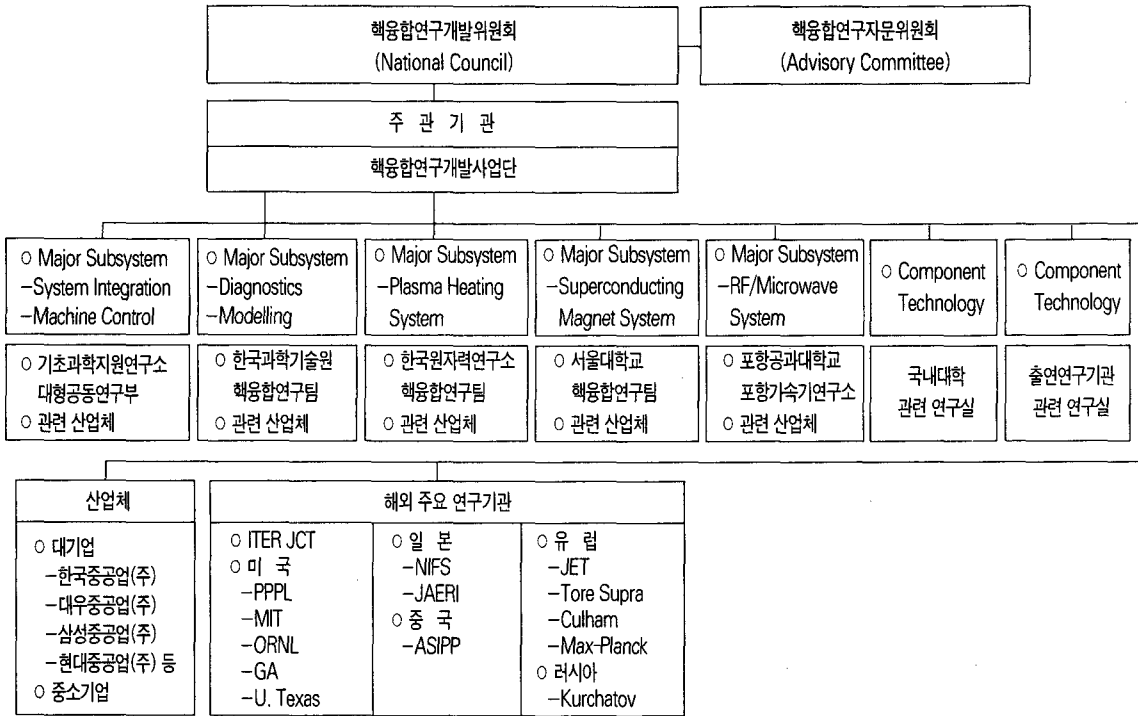 핵융합연구개발위원회
(National Council)
핵융합연구자문위원회
(Advisory Committee)
주 관 기 관
핵융합연구개발사업단
○ Major Subsystem
-System Integration
-Machine Control
○ Major Subsystem
-Diagnostics
-Modelling
○ Major Subsystem
-Plasma Heating
System
○ Major Subsystem
-Superconducting
Magnet System
○ Major Subsystem
-RF/Microwave
System
○ Component
Technology
○ Component
Technology
○ 기초과학지원연구소
대형공동연구부
○ 관련 산업체
○ 한국과학기술원
핵융합연구팀
○ 관련 산업체
○ 한국원자력연구소
핵융합연구팀
○ 관련 산업체
○ 서울대학교
핵융합연구팀
○ 관련 산업체
○ 포항공과대학교
포항가속기연구소
○ 관련 산업체
국내대학
관련 연구실
출연연구기관
관련 연구실
산업체
○ 대기업
-한국중공업(주)
-대우중공업(주)
-삼성중공업(주)
-현대중공업(주) 등
○ 중소기업
해외 주요 연구기관
○ ITER JCT
○ 미 국
-PPPL
-MIT
-ORNL
-GA
-U. Texas
○ 일 본
-NIFS
-JAERI
○ 중 국
-ASIPP
○ 유 럽
-JET
-Tore Supra
-Culham
-Max-Planck
○ 러시아
-Kurchatov